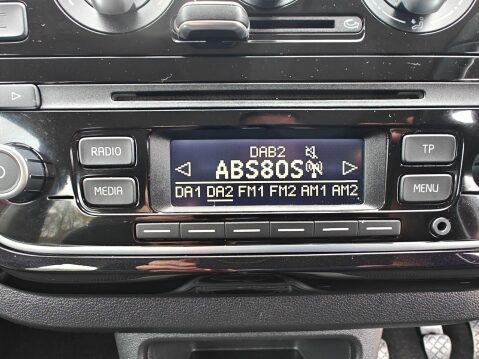 RADIO
MEDIA
DAB2
ABS80S
DA1 DA2 FM1 FM2 AM1 AM2
TP
MENU